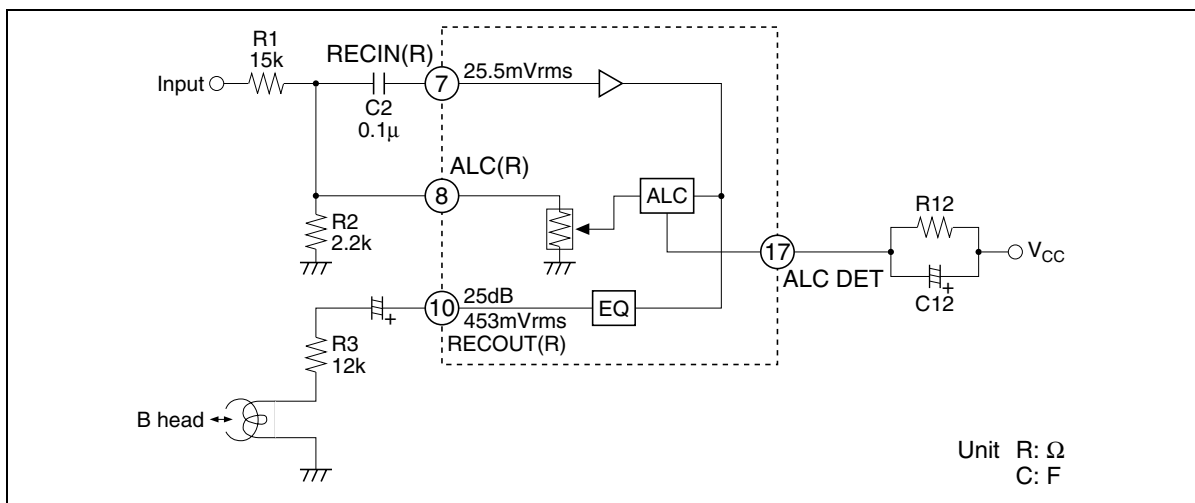 R1
15k
RECIN(R)
Input
7
25.5mVrms
C2
0.1μ
ALC(R)
8
ALC
R2
2.2k
R12
17
VCC
ALC DET
C12
+
10
25dB
453mVrms
RECOUT(R)
EQ
+
R3
12k
B head
Unit R: Ω
C: F